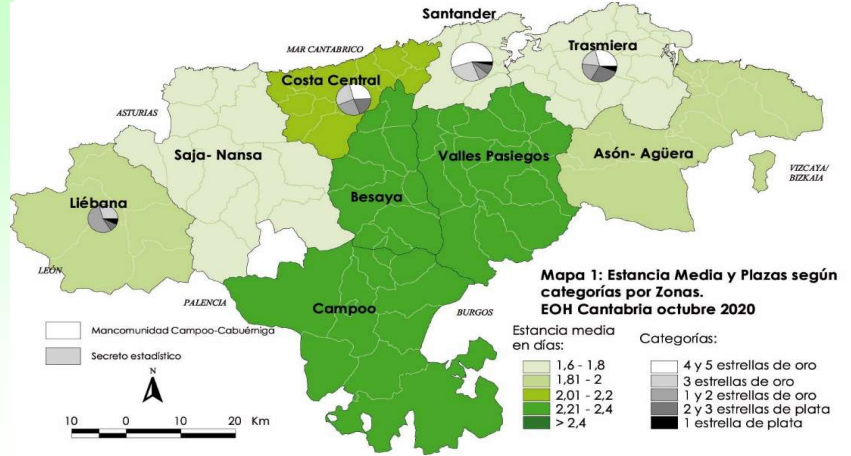 Santander
MAR CANTABRICO
Trasmiera
Costa Central
ASTURIAS
Saja- Nansa
Valles Pasiegos
Asón- Agüera
VIZCAYA/
BIZKAIA
Besaya
Liébana
LEÓN
PALENCIA
Campoo
BURGOS
Mapa 1: Estancia Media y Plazas según
categorías por Zonas.
EOH Cantabria octubre 2020
Mancomunidad Campoo-Cabuérniga
Secreto estadístico
N
10 0 10 20 Km
Estancia media
en días:
1,6 - 1,8
1,81 - 2
2,01 - 2,2
2,21 - 2,4
> 2,4
Categorías:
4 y 5 estrellas de oro
3 estrellas de oro
1 y 2 estrellas de oro
2 y 3 estrellas de plata
1 estrella de plata